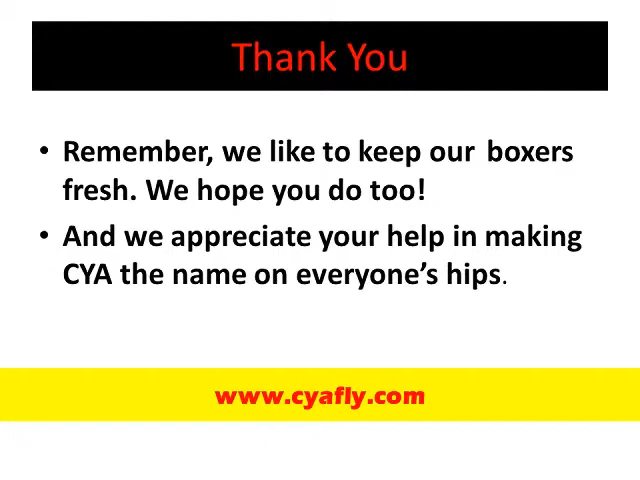 Thank You
• Remember, we like to keep our boxers
fresh. We hope you do too!
• And we appreciate your help in making
CYA the name on everyone’s hips.
www.cyafly.com